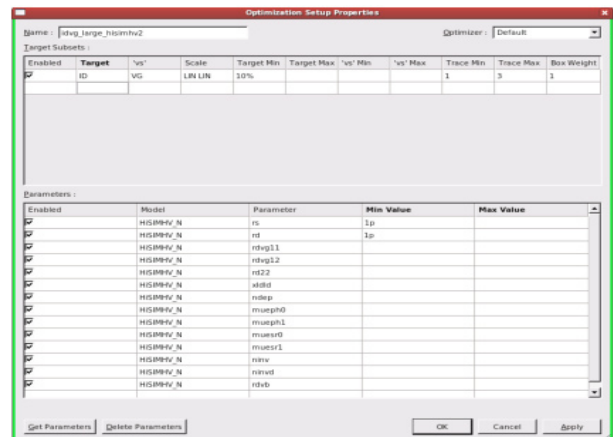 Optimization Setup Properties
Name : idvg_large_hisimhv2 Optimizer : Default
Target Subsets :
Enabled Target 'vs' Scale Target Min Target Max 'vs' Min 'vs' Max Trace Min Trace Max Box Weight
ID VG LIN LIN 10% 1 3 1
Parameters :
Enabled Model Parameter Min Value Max Value
HISIMHV_N rs 1p
HISIMHV_N rd 1p
HISIMHV_N rdvg11
HISIMHV_N rdvg12
HISIMHV_N rd22
HISIMHV_N xldld
HISIMHV_N ndep
HISIMHV_N mueph0
HISIMHV_N mueph1
HISIMHV_N muesr0
HISIMHV_N muesr1
HISIMHV_N ninv
HISIMHV_N ninvd
HISIMHV_N rdvb
Get Parameters Delete Parameters OK Cancel Apply